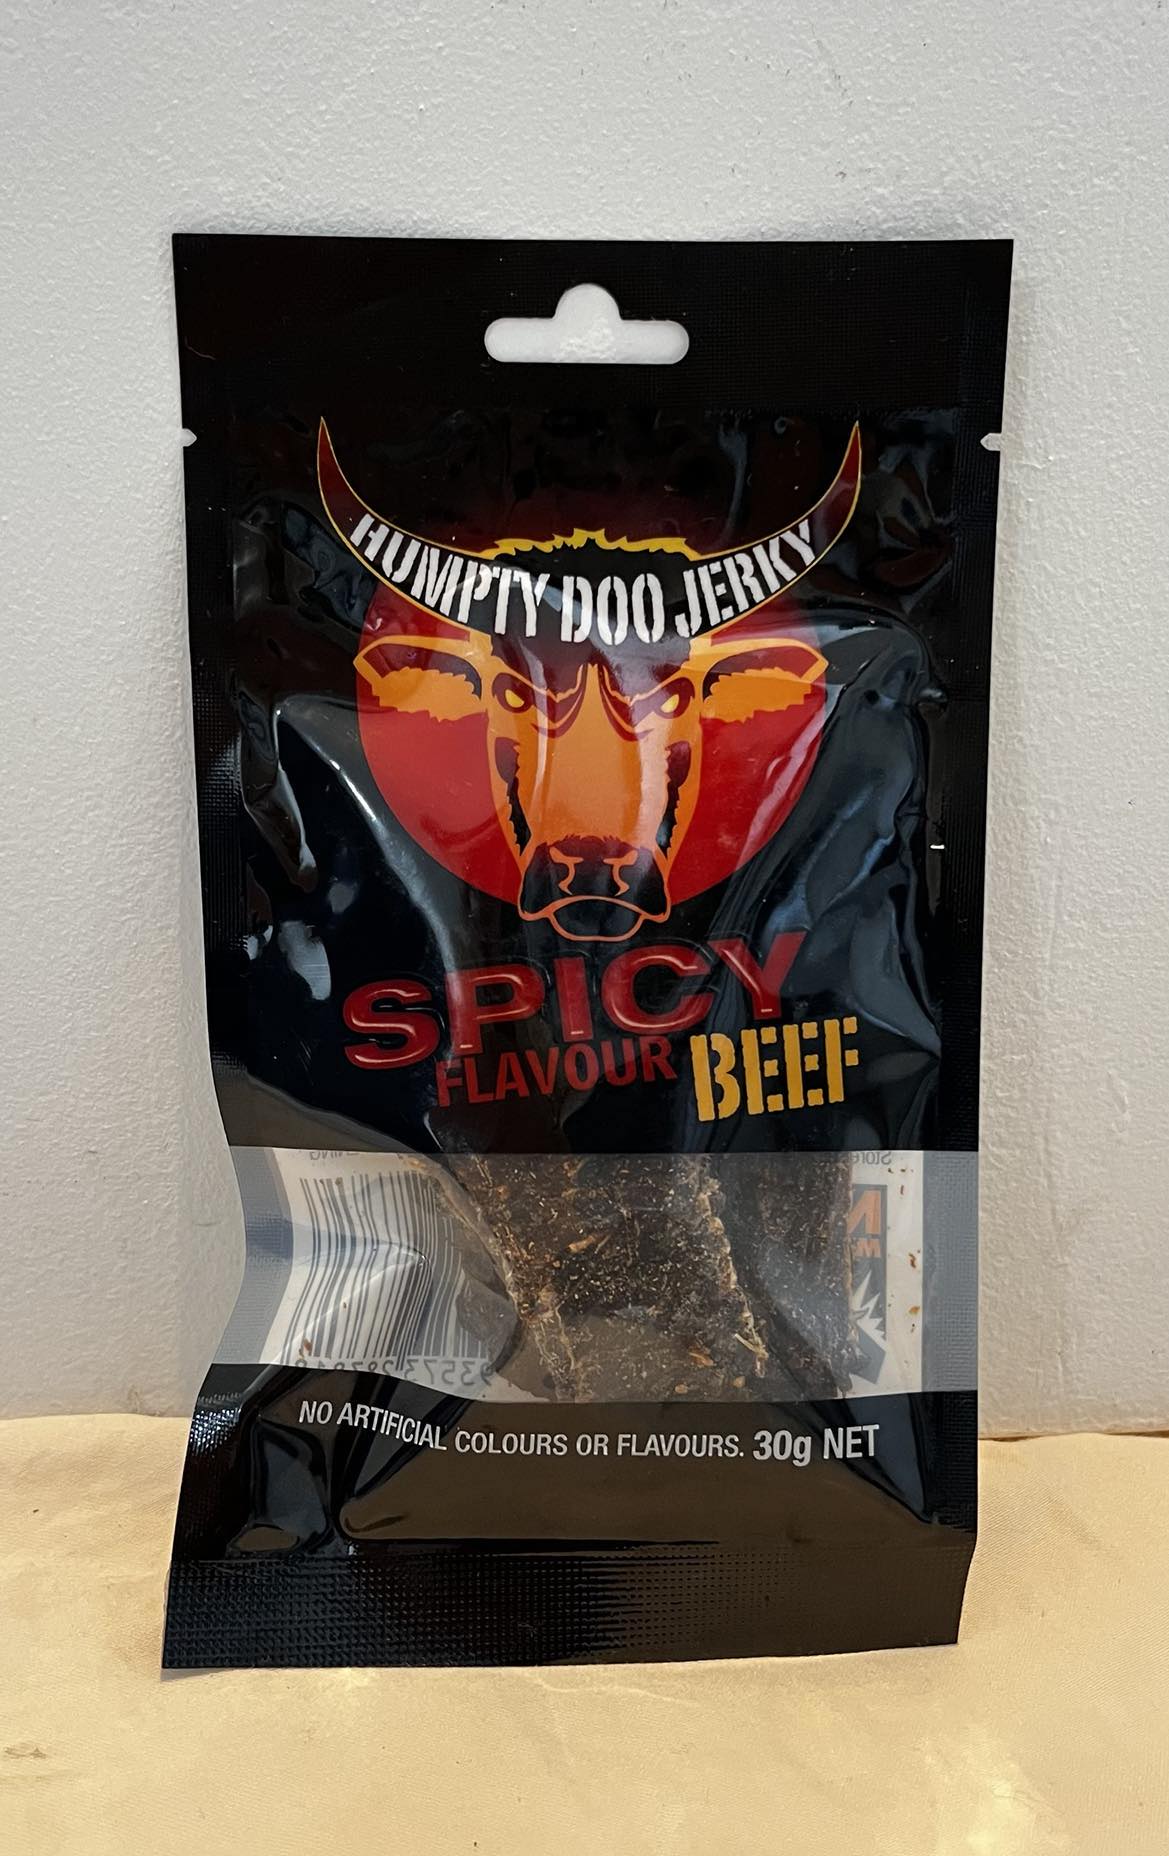 HUMPTY DOO JERKY
SPICY
FLAVOUR BEEF
NO ARTIFICIAL COLOURS OR FLAVOURS. 30g NET